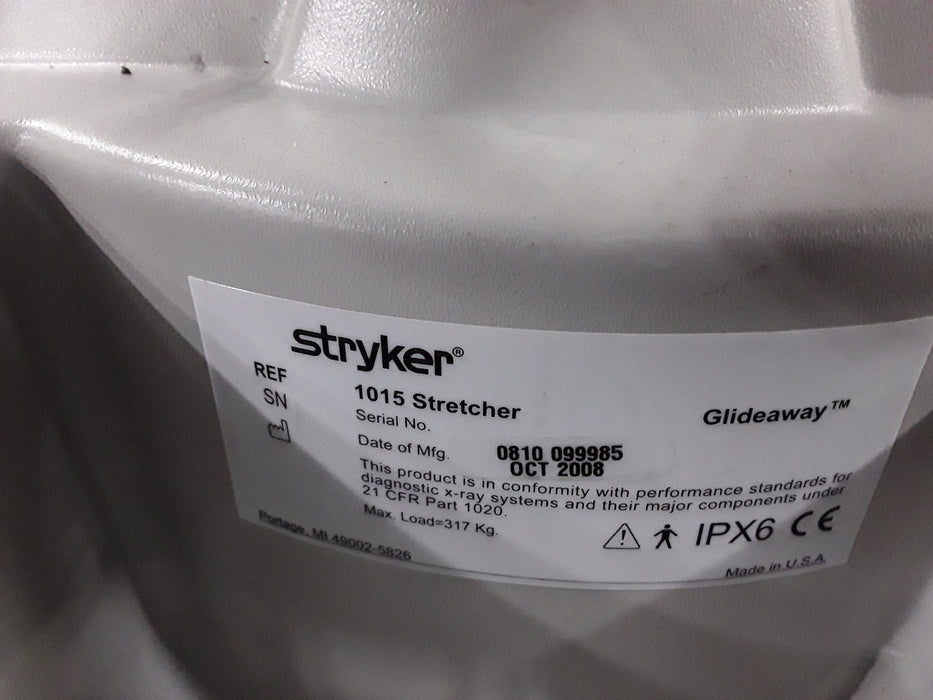 stryker®
REF 1015 Stretcher Glideaway™
SN Serial No. 0810 099985
Date of Mfg. OCT 2008
This product is in conformity with performance standards for
diagnostic x-ray systems and their major components under
21 CFR Part 1020.
Max. Load=317 Kg.
IPX6 CE
Portage, MI 49002-5826
Made in U.S.A.